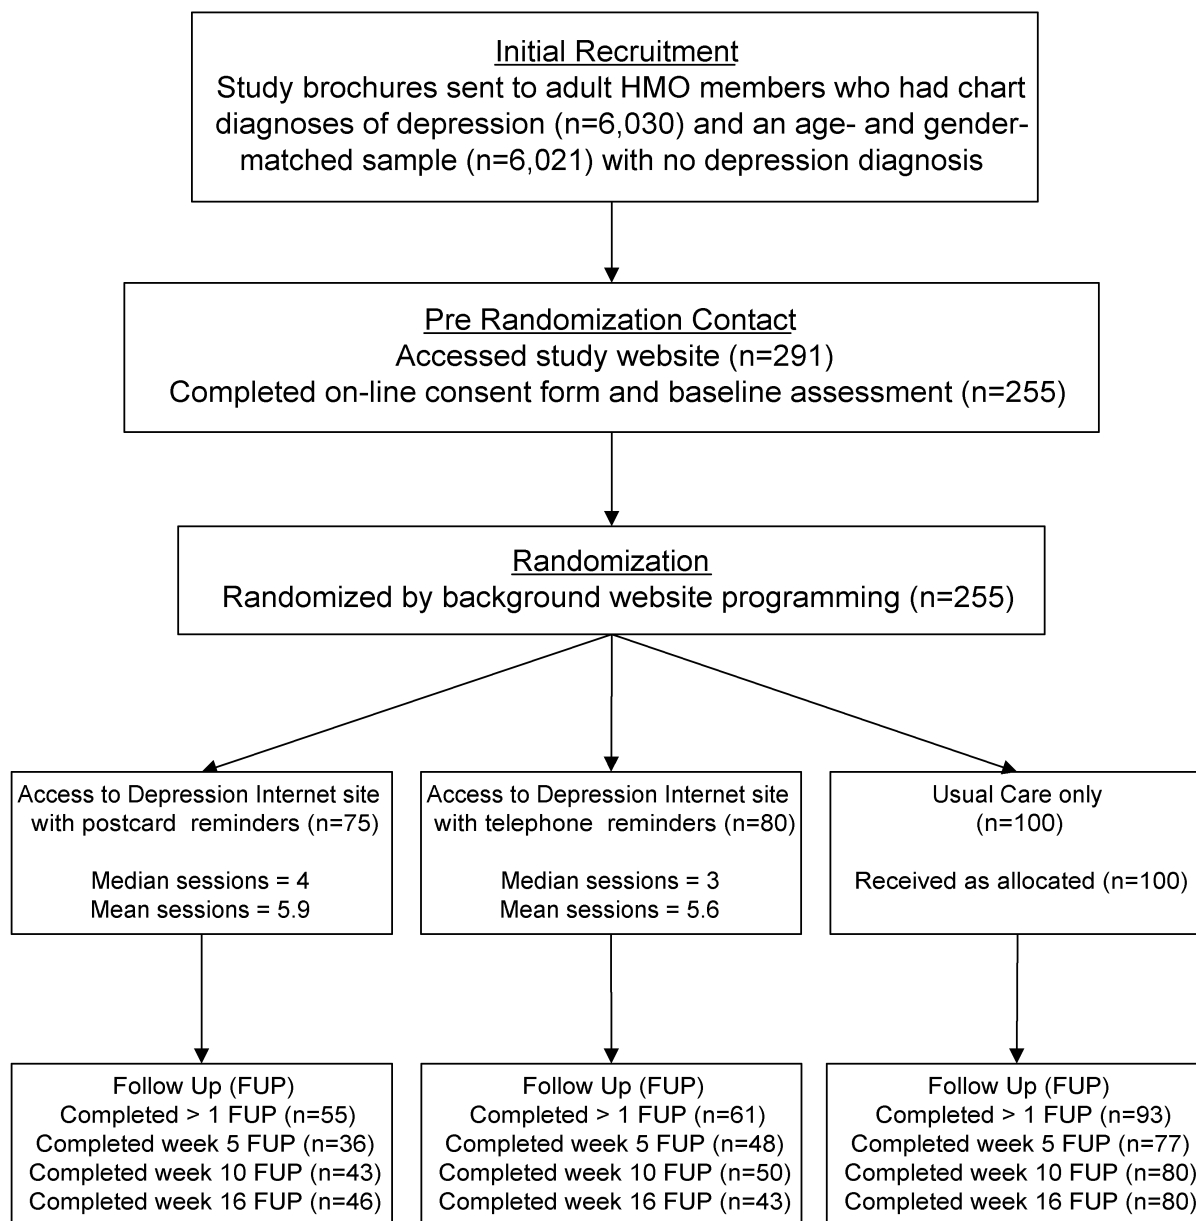 Initial Recruitment
Study brochures sent to adult HMO members who had chart
diagnoses of depression (n=6,030) and an age- and gender-
matched sample (n=6,021) with no depression diagnosis
Pre Randomization Contact
Accessed study website (n=291)
Completed on-line consent form and baseline assessment (n=255)
Randomization
Randomized by background website programming (n=255)
Access to Depression Internet site
with postcard reminders (n=75)
Median sessions = 4
Mean sessions = 5.9
Access to Depression Internet site
with telephone reminders (n=80)
Median sessions = 3
Mean sessions = 5.6
Usual Care only
(n=100)
Received as allocated (n=100)
Follow Up (FUP)
Completed > 1 FUP (n=55)
Completed week 5 FUP (n=36)
Completed week 10 FUP (n=43)
Completed week 16 FUP (n=46)
Follow Up (FUP)
Completed > 1 FUP (n=61)
Completed week 5 FUP (n=48)
Completed week 10 FUP (n=50)
Completed week 16 FUP (n=43)
Follow Up (FUP)
Completed > 1 FUP (n=93)
Completed week 5 FUP (n=77)
Completed week 10 FUP (n=80)
Completed week 16 FUP (n=80)